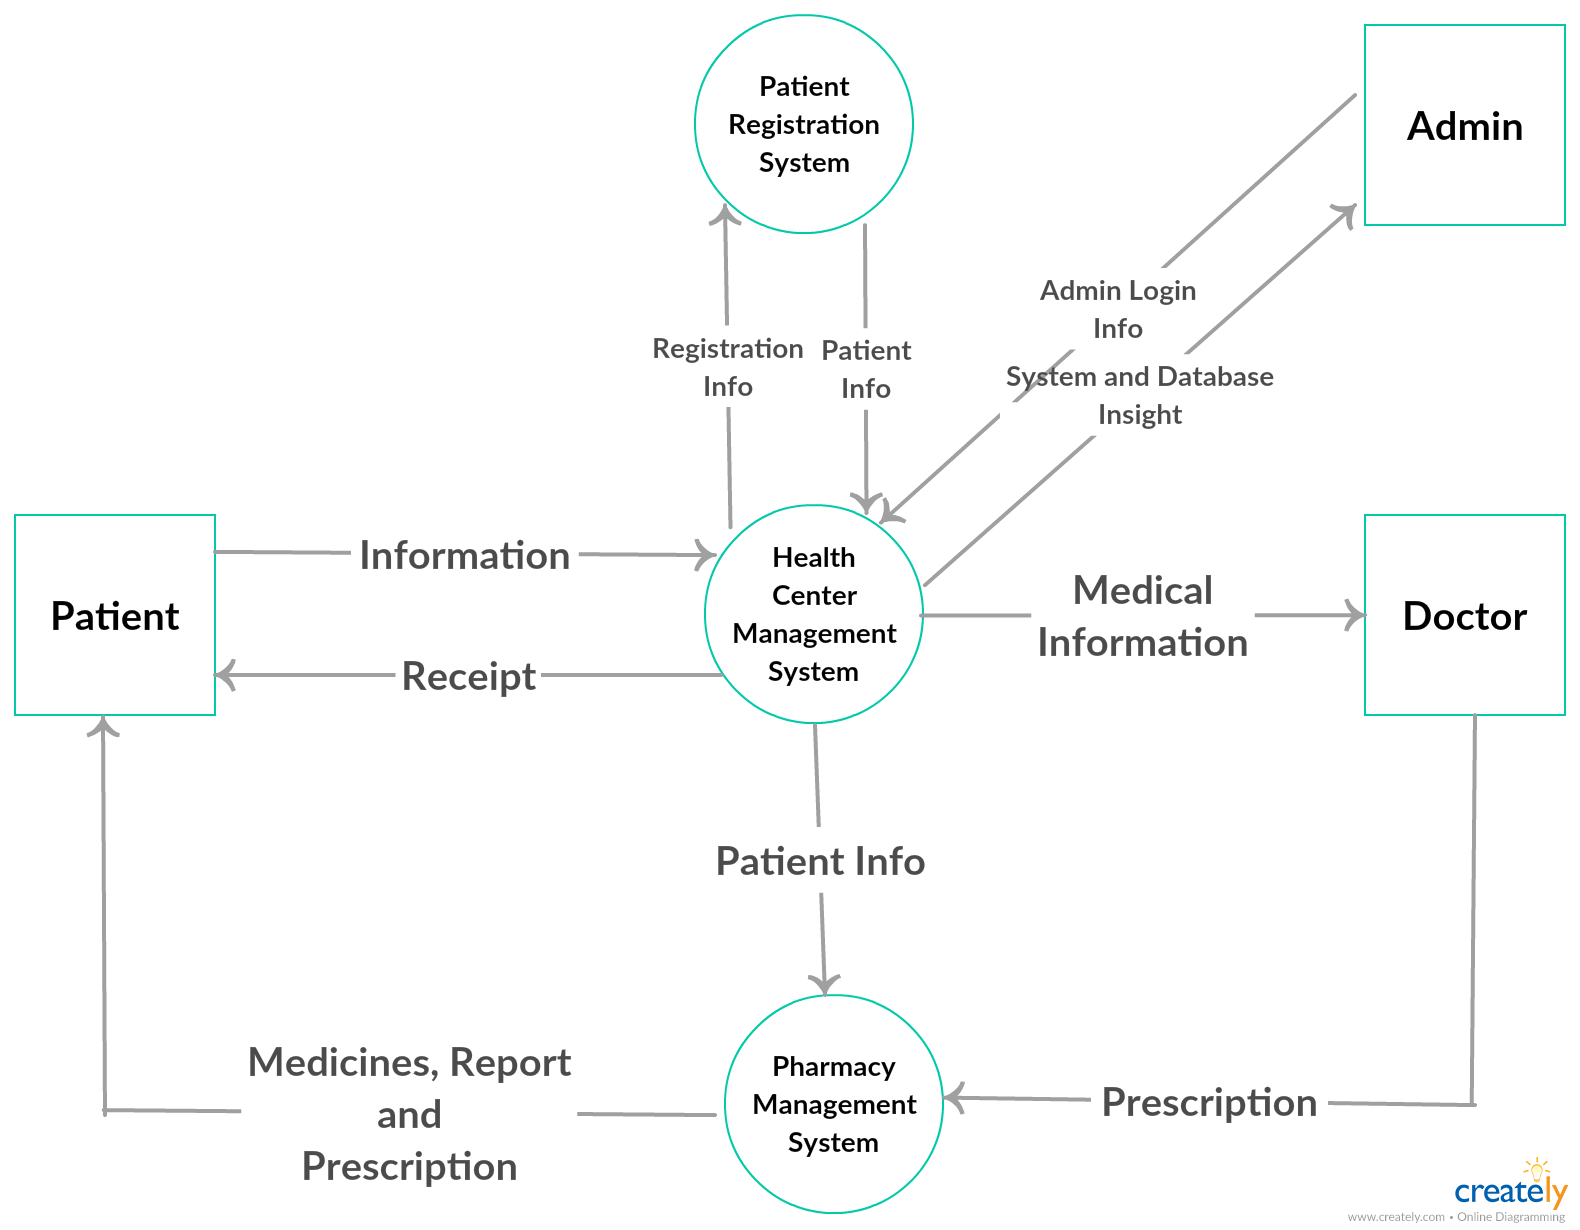 Patient
Registration
System
Admin
Admin Login
Info
Registration
Info
Patient
Info
System and Database
Insight
Patient
Information
Receipt
Health
Center
Management
System
Medical
Information
Doctor
Patient Info
Medicines, Report
and
Prescription
Pharmacy
Management
System
Prescription
creately
www.creately.com • Online Diagramming